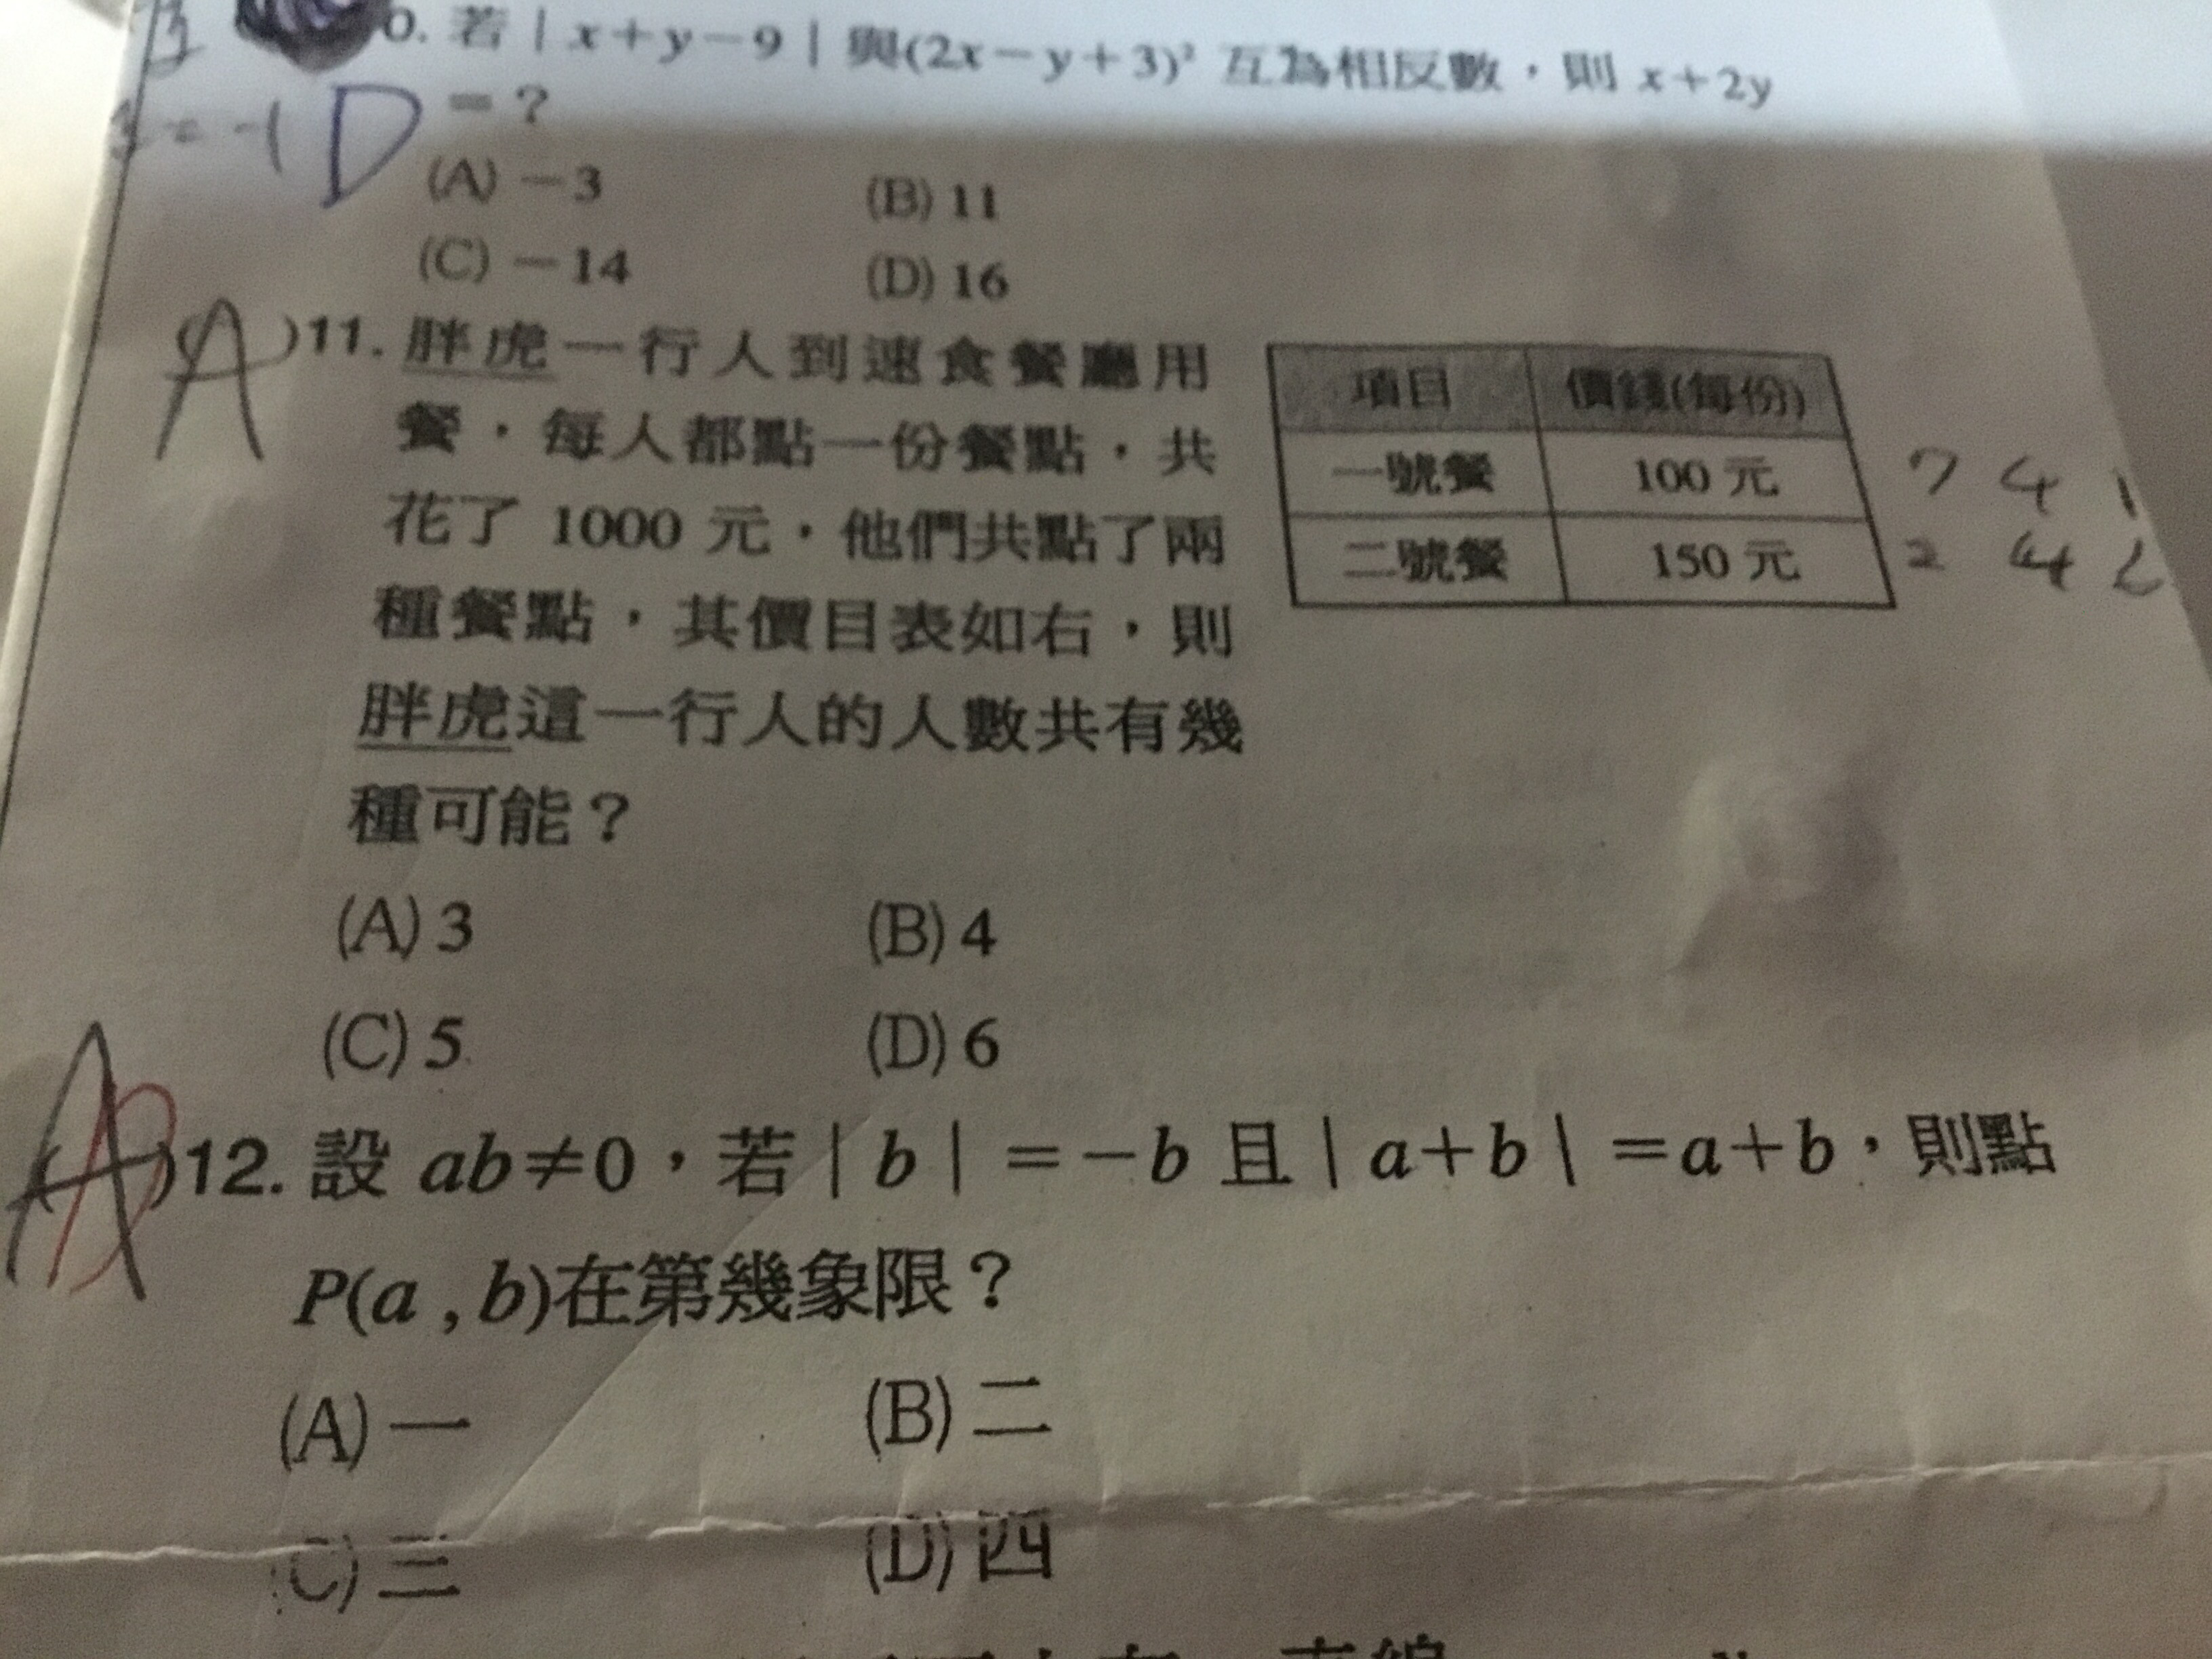 0. 若｜x＋y－9｜與(2x－y＋3)² 互為相反數，則 x＋2y
D ＝？
＝-1
(A) －3 (B) 11
(C) －14 (D) 16
(A)11. 胖虎一行人到速食餐廳用
餐，每人都點一份餐點，共
花了 1000 元，他們共點了兩
種餐點，其價目表如右，則
胖虎這一行人的人數共有幾
種可能？
項目 價錢(每份)
一號餐 100 元 7 4 1
二號餐 150 元 2 4 6
(A) 3 (B) 4
(C) 5 (D) 6
(A)12. 設 ab≠0，若｜b｜＝－b 且｜a＋b｜＝a＋b，則點
P(a , b)在第幾象限？
(A) 一 (B) 二
(C) 三 (D) 四